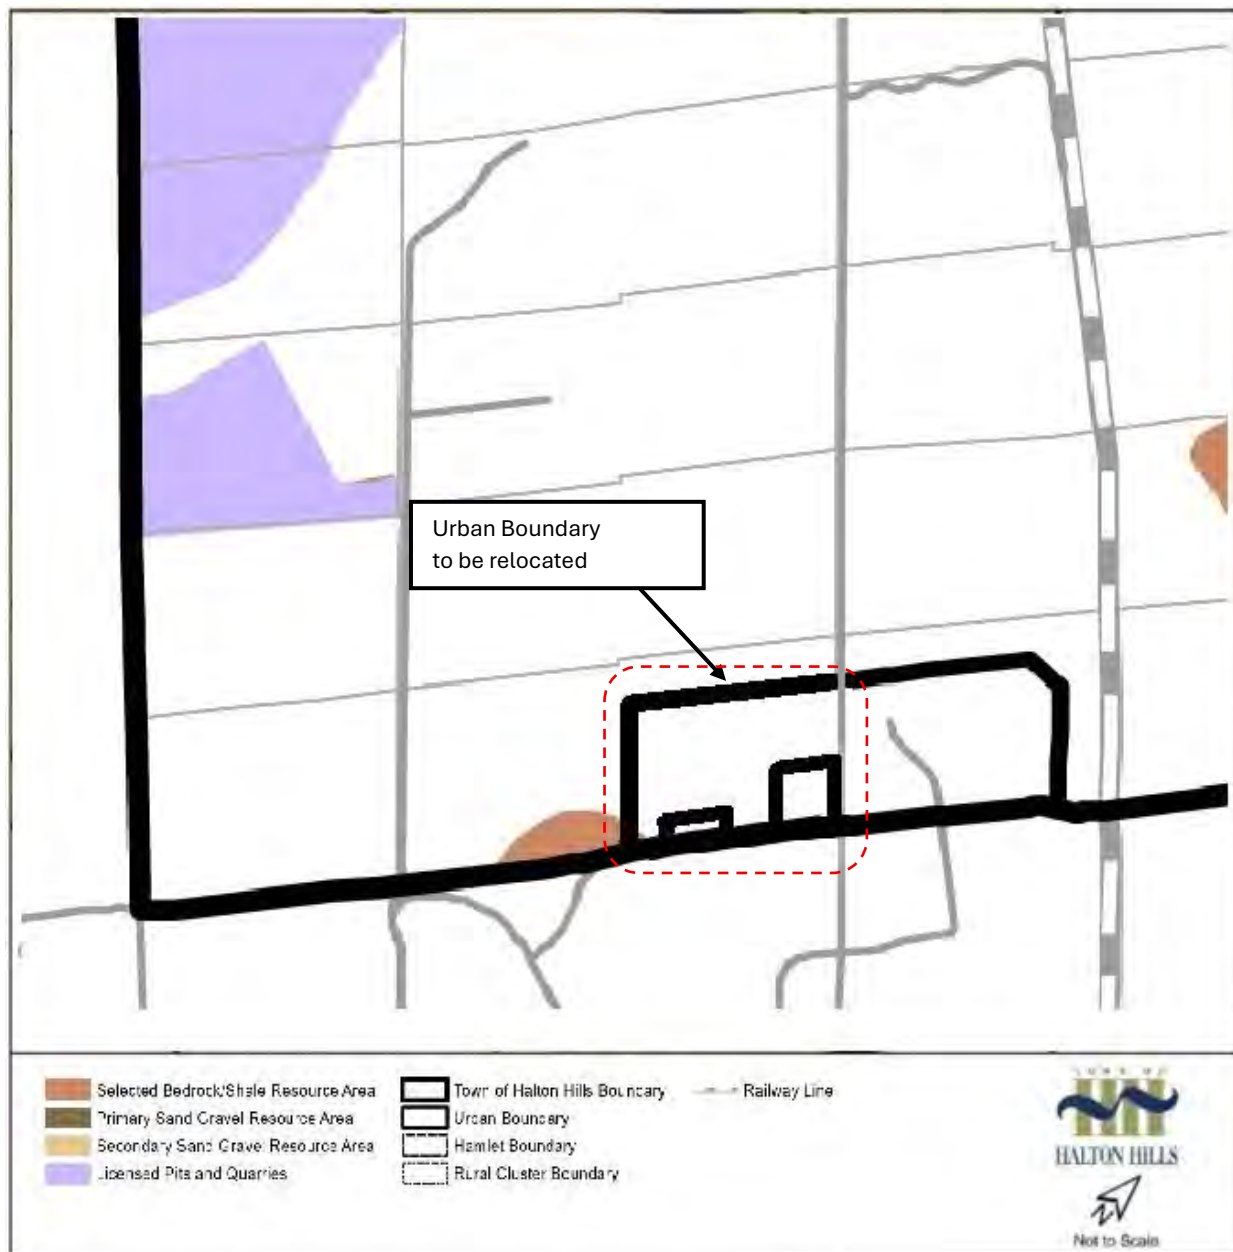 Urban Boundary
to be relocated
Selected Bedrock/Shale Resource Area
Primary Sand Gravel Resource Area
Secondary Sand Gravel Resource Area
Licensed Pits and Quarries
Town of Halton Hills Boundary
Urban Boundary
Hamlet Boundary
Rural Cluster Boundary
Railway Line
TOWN OF
HALTON HILLS
N
Not to Scale